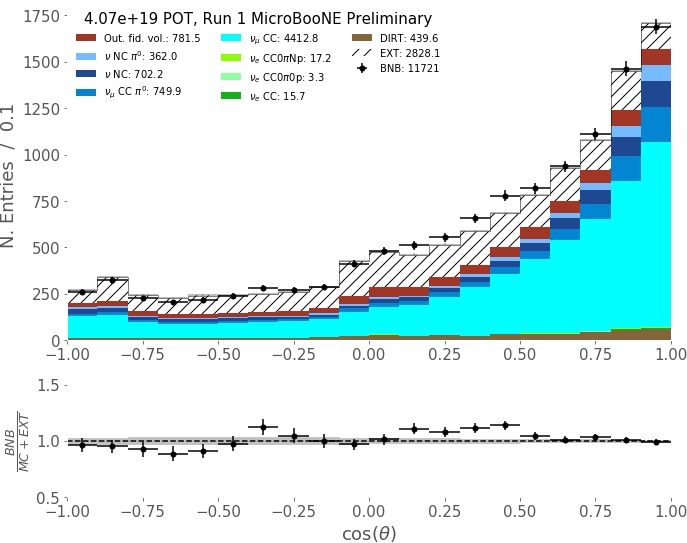 4.07e+19 POT, Run 1 MicroBooNE Preliminary
Out. fid. vol.: 781.5
ν NC π⁰: 362.0
ν NC: 702.2
ν_μ CC π⁰: 749.9
ν_μ CC: 4412.8
ν_e CC0πNp: 17.2
ν_e CC0π0p: 3.3
ν_e CC: 15.7
DIRT: 439.6
EXT: 2828.1
BNB: 11721
N. Entries / 0.1
1750
1500
1250
1000
750
500
250
0
−1.00 −0.75 −0.50 −0.25 0.00 0.25 0.50 0.75 1.00
BNB
MC + EXT
1.5
1.0
0.5
−1.00 −0.75 −0.50 −0.25 0.00 0.25 0.50 0.75 1.00
cos(θ)